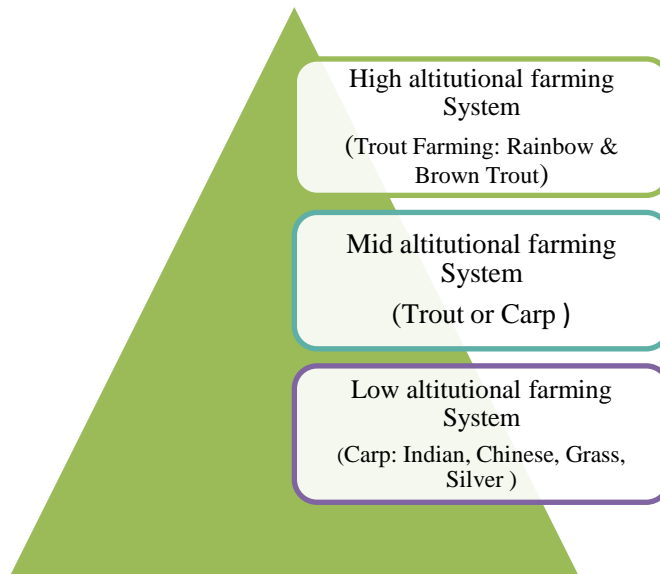 High altitutional farming
System
(Trout Farming: Rainbow &
Brown Trout)
Mid altitutional farming
System
(Trout or Carp )
Low altitutional farming
System
(Carp: Indian, Chinese, Grass,
Silver )